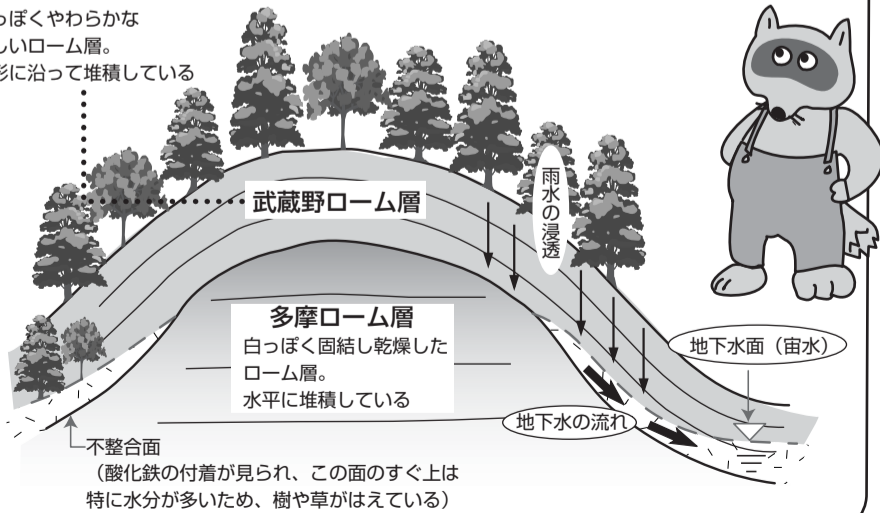 っぽくやわらかな
しいローム層。
形に沿って堆積している
武蔵野ローム層
雨水の浸透
多摩ローム層
白っぽく固結し乾燥した
ローム層。
水平に堆積している
地下水面（宙水）
地下水の流れ
不整合面
（酸化鉄の付着が見られ、この面のすぐ上は
特に水分が多いため、樹や草がはえている）